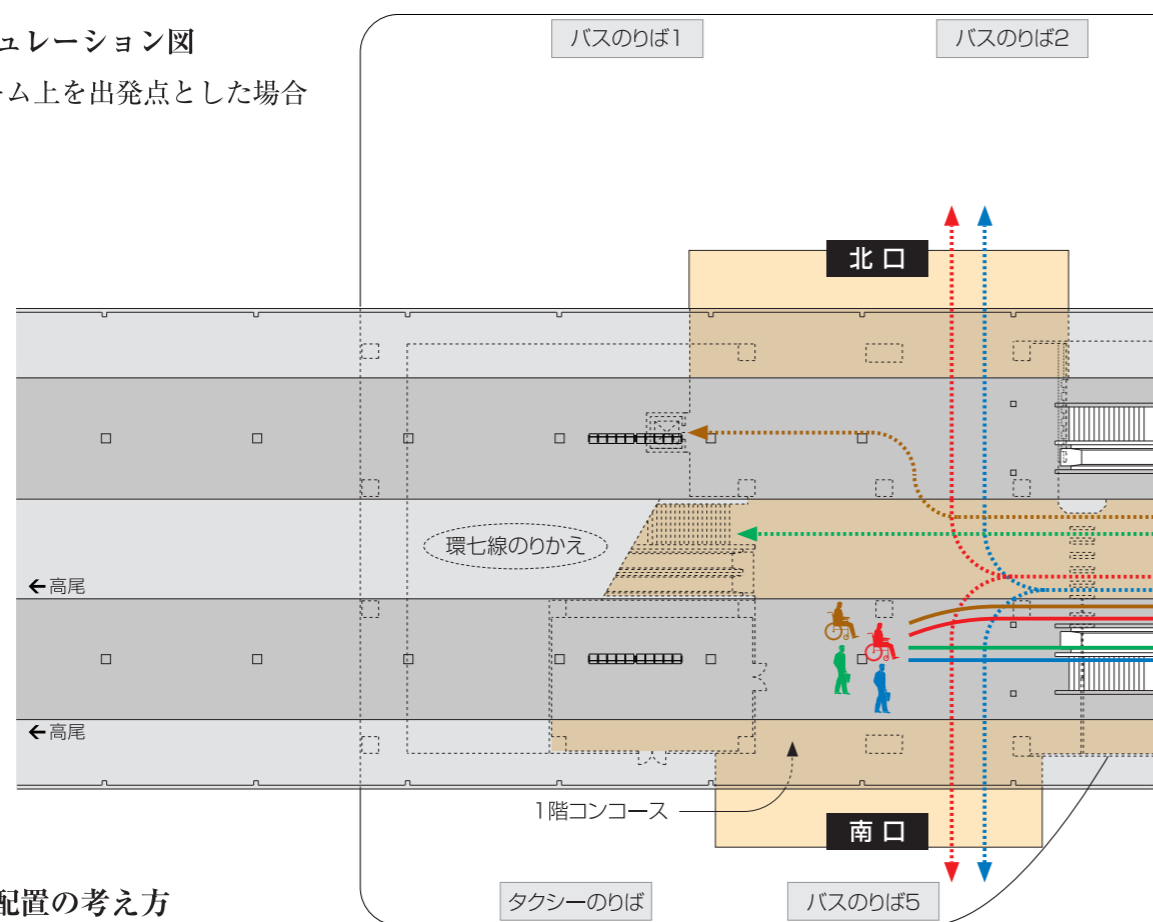 ュレーション図
バスのりば1
バスのりば2
ーム上を出発点とした場合
北口
環七線のりかえ
←高尾
←高尾
1階コンコース
南口
配置の考え方
タクシーのりば
バスのりば5